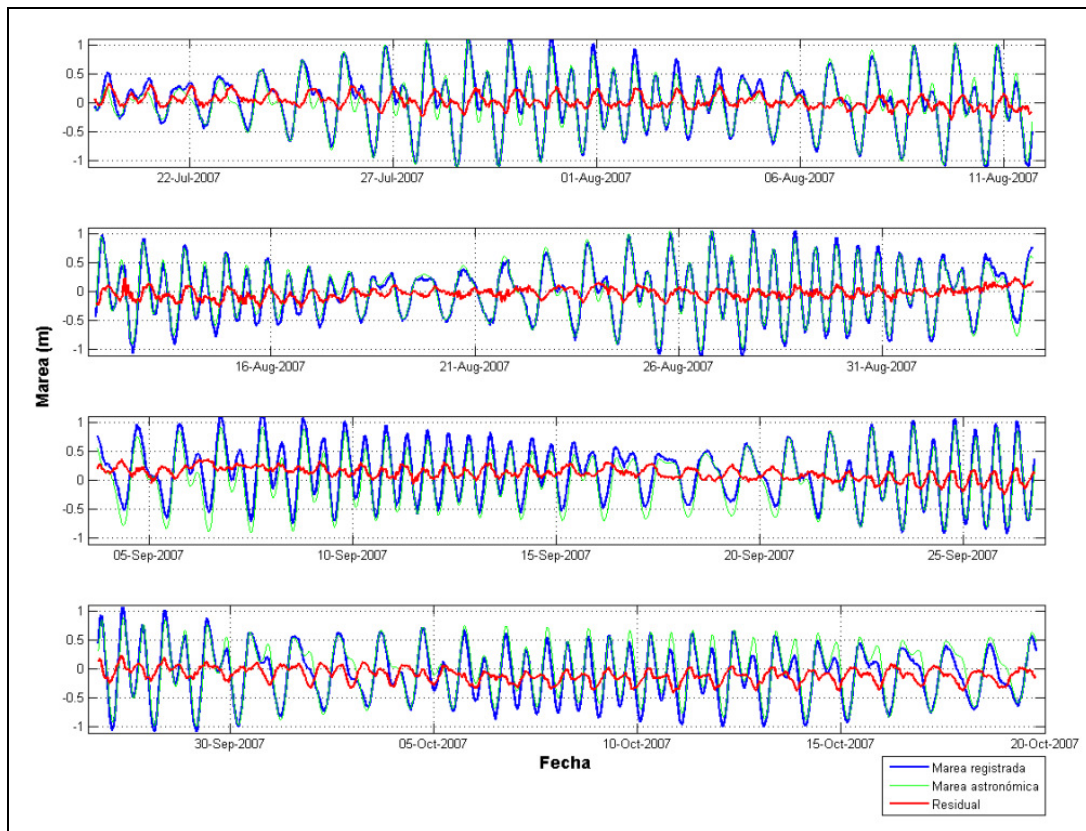 1
0.5
0
-0.5
-1
22-Jul-2007 27-Jul-2007 01-Aug-2007 06-Aug-2007 11-Aug-2007
1
0.5
0
-0.5
-1
16-Aug-2007 21-Aug-2007 26-Aug-2007 31-Aug-2007
Marea (m)
1
0.5
0
-0.5
-1
05-Sep-2007 10-Sep-2007 15-Sep-2007 20-Sep-2007 25-Sep-2007
1
0.5
0
-0.5
-1
30-Sep-2007 05-Oct-2007 10-Oct-2007 15-Oct-2007 20-Oct-2007
Fecha
Marea registrada
Marea astronómica
Residual